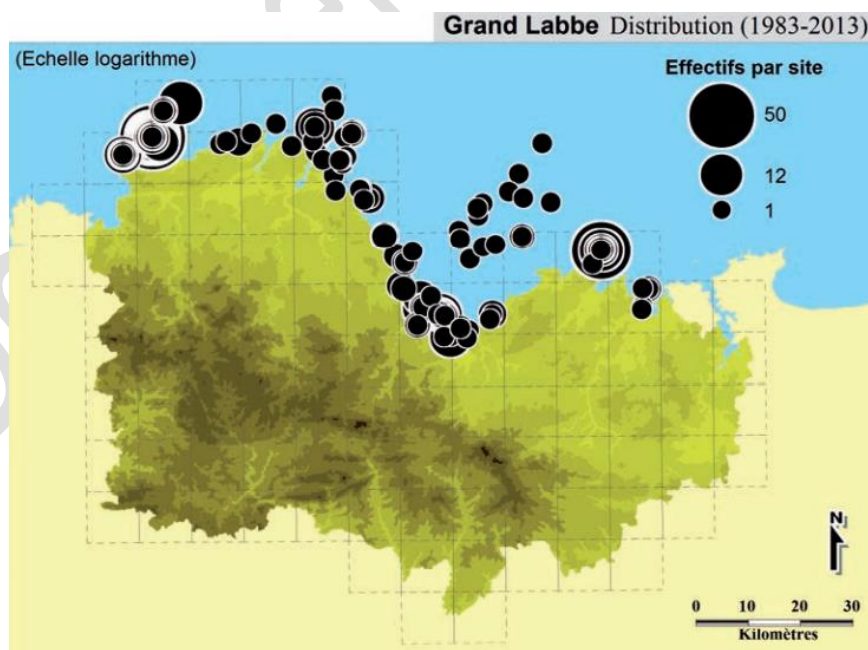 Grand Labbe Distribution (1983-2013)
(Echelle logarithme)
Effectifs par site
50
12
1
N
0 10 20 30
Kilomètres